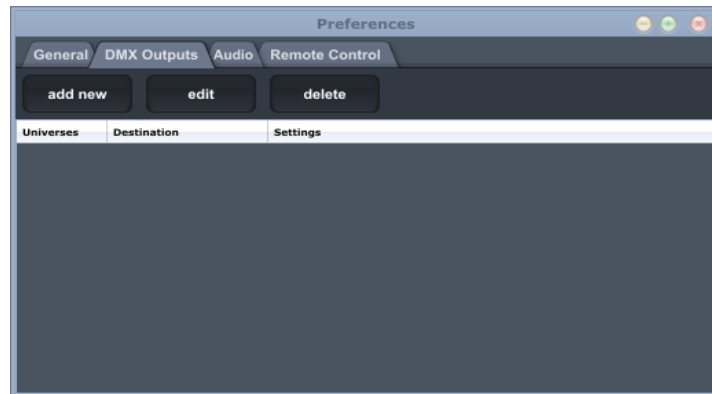 Preferences
General DMX Outputs Audio Remote Control
add new edit delete
Universes Destination Settings